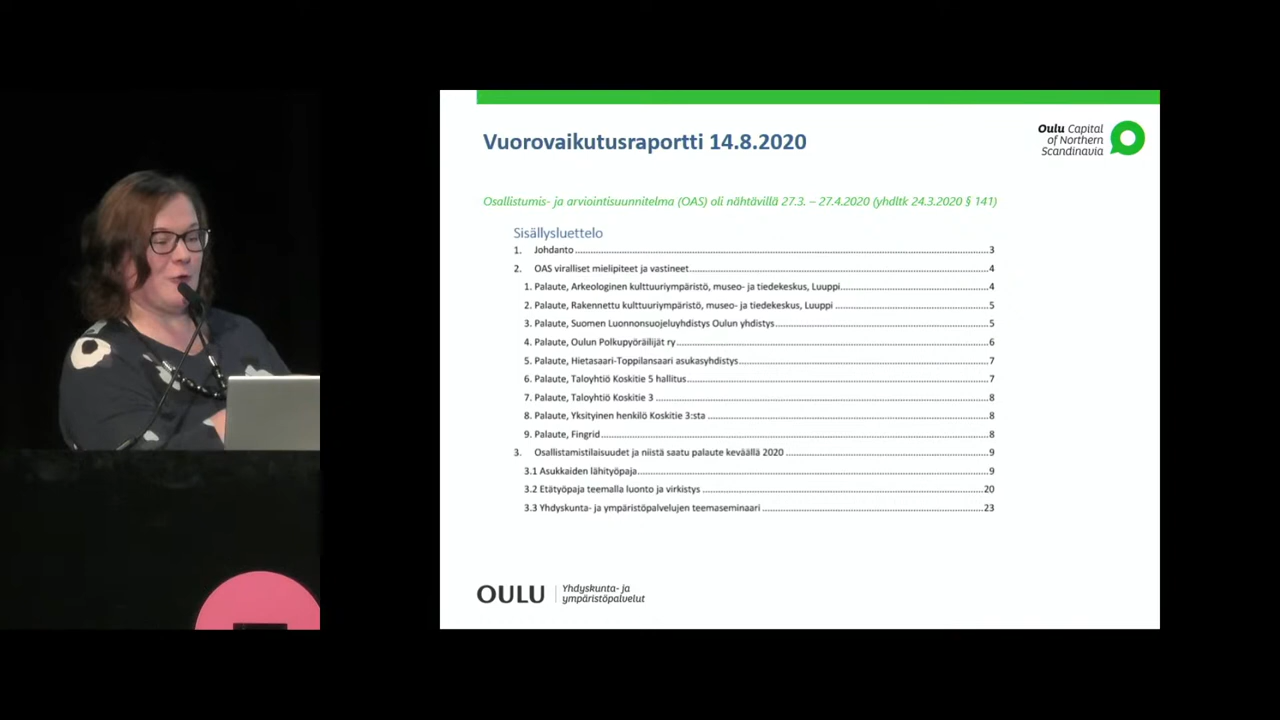 Vuorovaikutusraportti 14.8.2020
Oulu Capital
of Northern
Scandinavia
Osallistumis- ja arviointisuunnitelma (OAS) oli nähtävillä 27.3. – 27.4.2020 (yhdltk 24.3.2020 § 141)
Sisällysluettelo
1. Johdanto 3
2. OAS viralliset mielipiteet ja vastineet 4
1. Palaute, Arkeologinen kulttuuriympäristö, museo- ja tiedekeskus, Luuppi 4
2. Palaute, Rakennettu kulttuuriympäristö, museo- ja tiedekeskus, Luuppi 5
3. Palaute, Suomen Luonnonsuojeluyhdistys Oulun yhdistys 5
4. Palaute, Oulun Polkupyöräilijät ry 6
5. Palaute, Hietasaari-Toppilansaari asukasyhdistys 7
6. Palaute, Taloyhtiö Koskitie 5 hallitus 7
7. Palaute, Taloyhtiö Koskitie 3 8
8. Palaute, Yksityinen henkilö Koskitie 3:sta 8
9. Palaute, Fingrid 8
3. Osallistamistilaisuudet ja niistä saatu palaute keväällä 2020 9
3.1 Asukkaiden lähityöpaja 9
3.2 Etätyöpaja teemalla luonto ja virkistys 20
3.3 Yhdyskunta- ja ympäristöpalvelujen teemaseminaari 23
OULU
Yhdyskunta- ja
ympäristöpalvelut